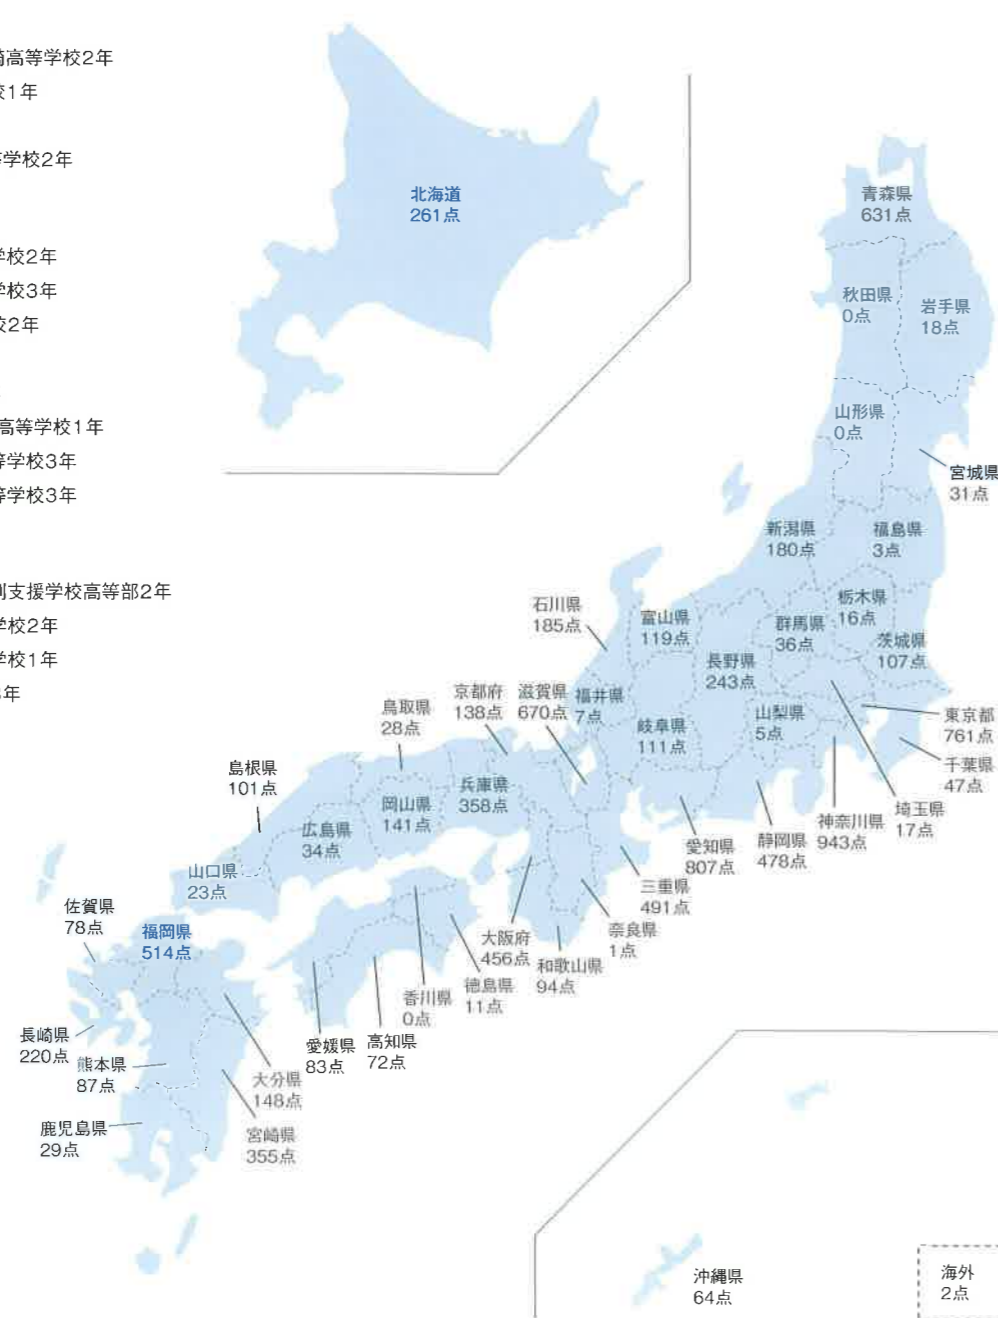 高等学校2年
校1年
等学校2年
学校2年
学校3年
校2年
高等学校1年
等学校3年
等学校3年
支援学校高等部2年
学校2年
学校1年
年
北海道
261点
青森県
631点
秋田県
0点
岩手県
18点
山形県
0点
宮城県
31点
新潟県
180点
福島県
3点
石川県
185点
富山県
119点
栃木県
16点
群馬県
36点
茨城県
107点
長野県
243点
鳥取県
28点
京都府
138点
滋賀県
670点
福井県
7点
岐阜県
111点
山梨県
5点
東京都
761点
千葉県
47点
島根県
101点
岡山県
141点
兵庫県
358点
埼玉県
17点
神奈川県
943点
静岡県
478点
愛知県
807点
広島県
34点
山口県
23点
三重県
491点
佐賀県
78点
福岡県
514点
大阪府
456点
奈良県
1点
和歌山県
94点
徳島県
11点
香川県
0点
長崎県
220点
熊本県
87点
愛媛県
83点
高知県
72点
大分県
148点
鹿児島県
29点
宮崎県
355点
沖縄県
64点
海外
2点